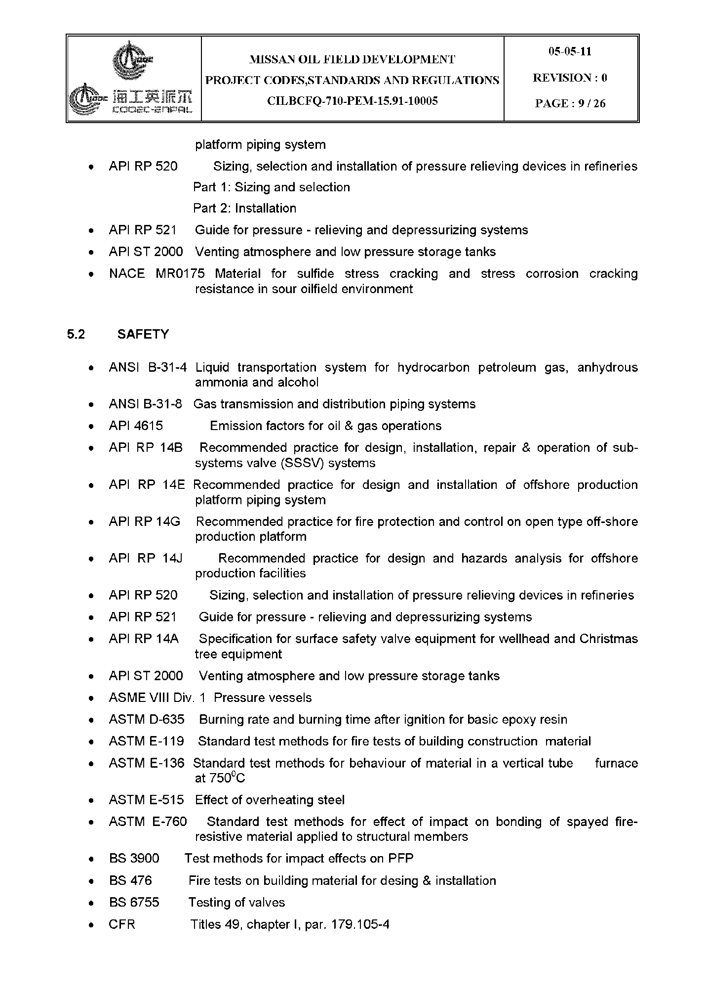 MISSAN OIL FIELD DEVELOPMENT
PROJECT CODES,STANDARDS AND REGULATIONS
CILBCFQ-710-PEM-15.91-10005
05-05-11
REVISION : 0
PAGE : 9 / 26
海工英派尔
COOEC-ENPAL
platform piping system
• API RP 520 Sizing, selection and installation of pressure relieving devices in refineries
Part 1: Sizing and selection
Part 2: Installation
• API RP 521 Guide for pressure - relieving and depressurizing systems
• API ST 2000 Venting atmosphere and low pressure storage tanks
• NACE MR0175 Material for sulfide stress cracking and stress corrosion cracking
resistance in sour oilfield environment
5.2 SAFETY
• ANSI B-31-4 Liquid transportation system for hydrocarbon petroleum gas, anhydrous
ammonia and alcohol
• ANSI B-31-8 Gas transmission and distribution piping systems
• API 4615 Emission factors for oil & gas operations
• API RP 14B Recommended practice for design, installation, repair & operation of sub-
systems valve (SSSV) systems
• API RP 14E Recommended practice for design and installation of offshore production
platform piping system
• API RP 14G Recommended practice for fire protection and control on open type off-shore
production platform
• API RP 14J Recommended practice for design and hazards analysis for offshore
production facilities
• API RP 520 Sizing, selection and installation of pressure relieving devices in refineries
• API RP 521 Guide for pressure - relieving and depressurizing systems
• API RP 14A Specification for surface safety valve equipment for wellhead and Christmas
tree equipment
• API ST 2000 Venting atmosphere and low pressure storage tanks
• ASME VIII Div. 1 Pressure vessels
• ASTM D-635 Burning rate and burning time after ignition for basic epoxy resin
• ASTM E-119 Standard test methods for fire tests of building construction material
• ASTM E-136 Standard test methods for behaviour of material in a vertical tube furnace
at 750⁰C
• ASTM E-515 Effect of overheating steel
• ASTM E-760 Standard test methods for effect of impact on bonding of spayed fire-
resistive material applied to structural members
• BS 3900 Test methods for impact effects on PFP
• BS 476 Fire tests on building material for desing & installation
• BS 6755 Testing of valves
• CFR Titles 49, chapter I, par. 179.105-4